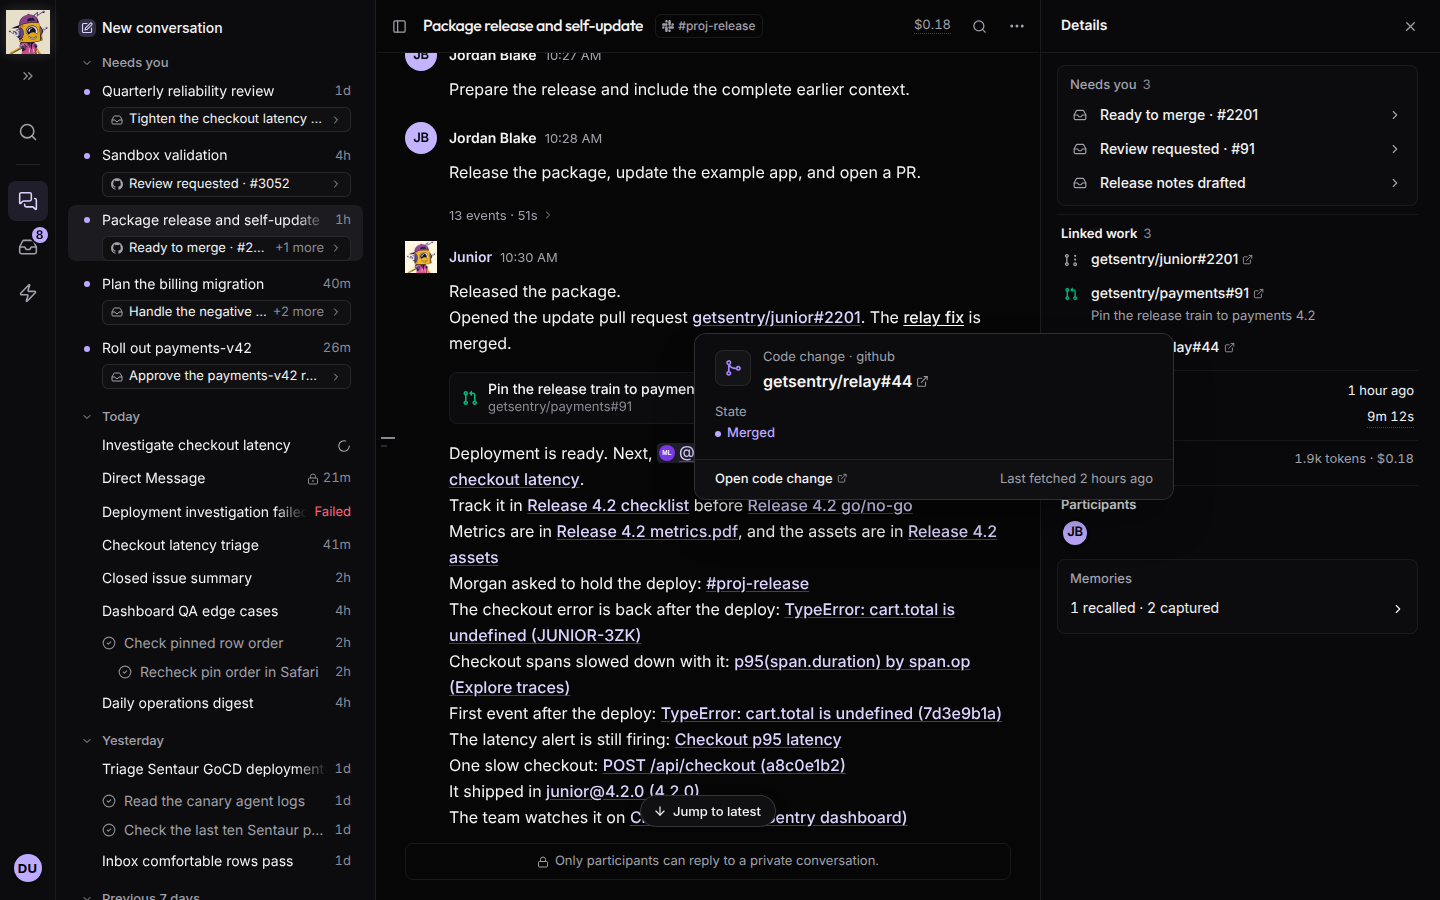 New conversation
Needs you
Quarterly reliability review 1d
Tighten the checkout latency ...
Sandbox validation 4h
Review requested · #3052
Package release and self-update 1h
Ready to merge · #2... +1 more
8
Plan the billing migration 40m
Handle the negative ... +2 more
Roll out payments-v42 26m
Approve the payments-v42 r...
Today
Investigate checkout latency
Direct Message 21m
Deployment investigation failed Failed
Checkout latency triage 41m
Closed issue summary 2h
Dashboard QA edge cases 4h
Check pinned row order 2h
Recheck pin order in Safari 2h
Daily operations digest 4h
Yesterday
Triage Sentaur GoCD deployment 1d
Read the canary agent logs 1d
Check the last ten Sentaur p... 1d
Inbox comfortable rows pass 1d
Previous 7 days
DU
Package release and self-update #proj-release $0.18
JB Jordan Blake 10:27 AM
Prepare the release and include the complete earlier context.
JB Jordan Blake 10:28 AM
Release the package, update the example app, and open a PR.
13 events · 51s
Junior 10:30 AM
Released the package.
Opened the update pull request getsentry/junior#2201. The relay fix is
merged.
Pin the release train to paymen
getsentry/payments#91
Deployment is ready. Next, ML @
checkout latency.
Track it in Release 4.2 checklist before Release 4.2 go/no-go
Metrics are in Release 4.2 metrics.pdf, and the assets are in Release 4.2
assets
Morgan asked to hold the deploy: #proj-release
The checkout error is back after the deploy: TypeError: cart.total is
undefined (JUNIOR-3ZK)
Checkout spans slowed down with it: p95(span.duration) by span.op
(Explore traces)
First event after the deploy: TypeError: cart.total is undefined (7d3e9b1a)
The latency alert is still firing: Checkout p95 latency
One slow checkout: POST /api/checkout (a8c0e1b2)
It shipped in junior@4.2.0 (4.2.0)
The team watches it on C entry dashboard)
Jump to latest
Only participants can reply to a private conversation.
Code change · github
getsentry/relay#44
State
Merged
Open code change Last fetched 2 hours ago
Details
Needs you 3
Ready to merge · #2201
Review requested · #91
Release notes drafted
Linked work 3
getsentry/junior#2201
getsentry/payments#91
Pin the release train to payments 4.2
lay#44
1 hour ago
9m 12s
1.9k tokens · $0.18
Participants
JB
Memories
1 recalled · 2 captured